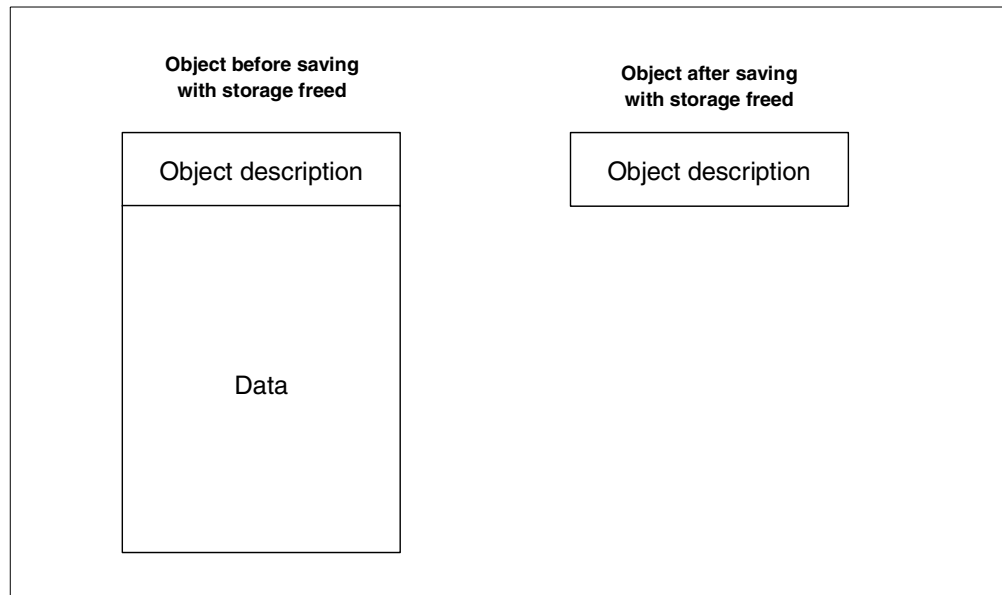 Object before saving
with storage freed
Object description
Data
Object after saving
with storage freed
Object description